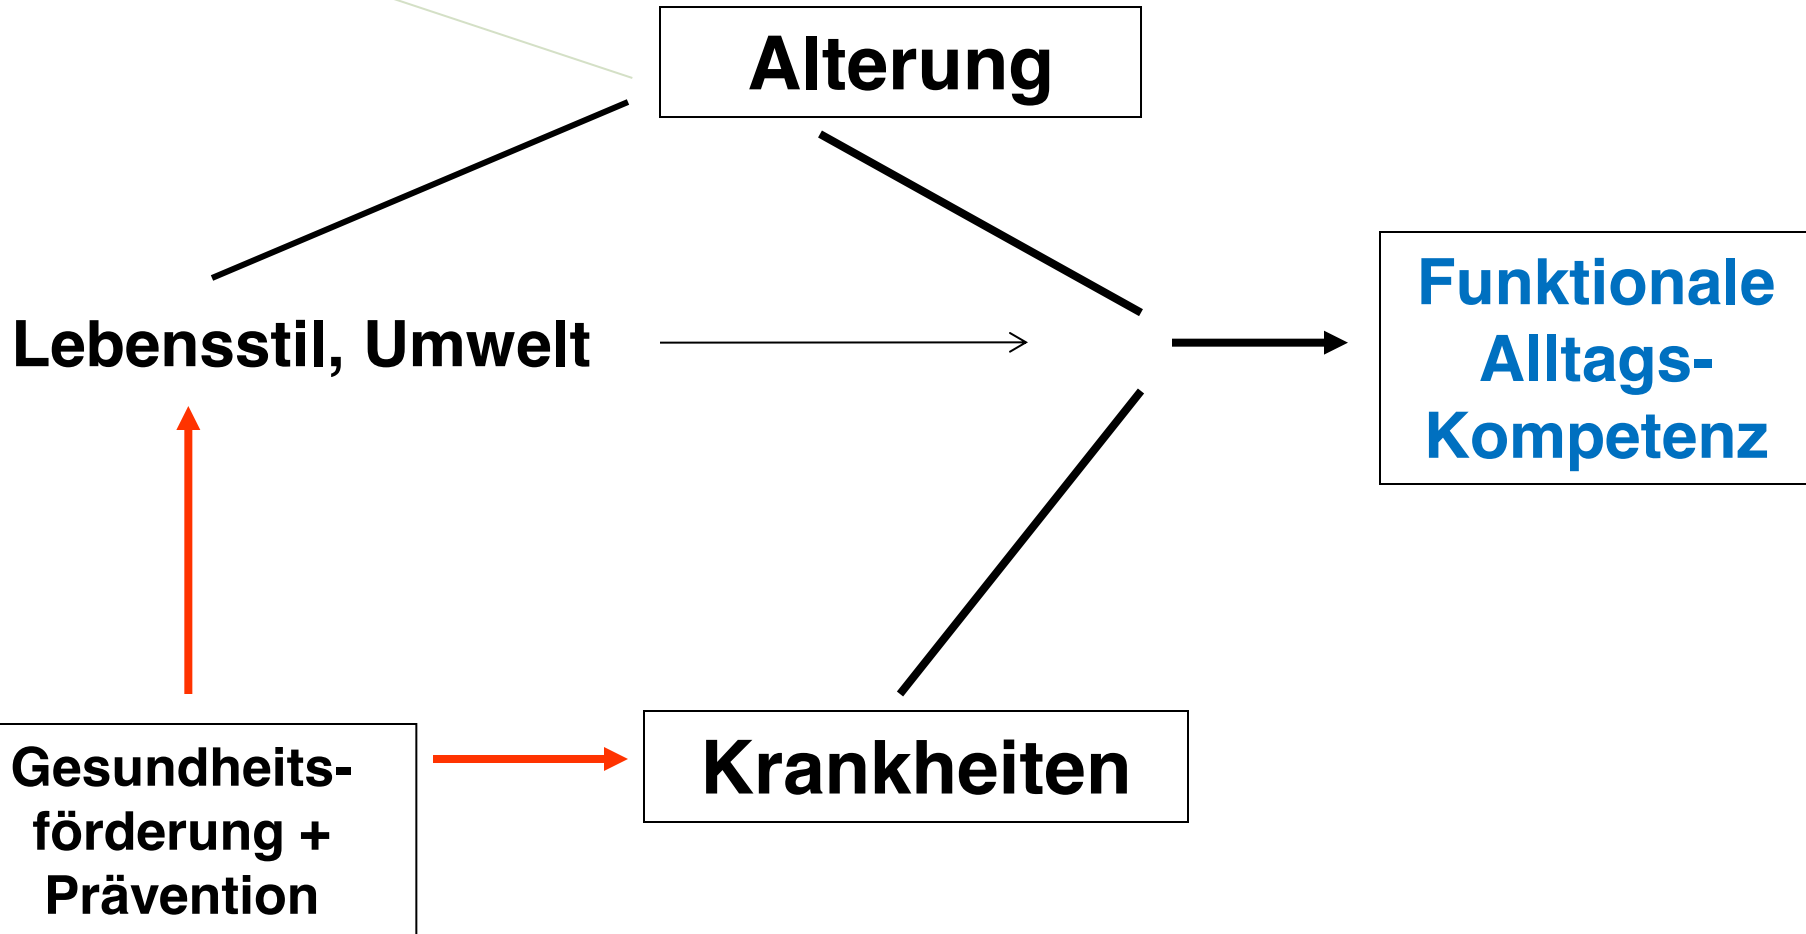 Alterung
Lebensstil, Umwelt
Funktionale
Alltags-
Kompetenz
Gesundheits-
förderung +
Prävention
Krankheiten